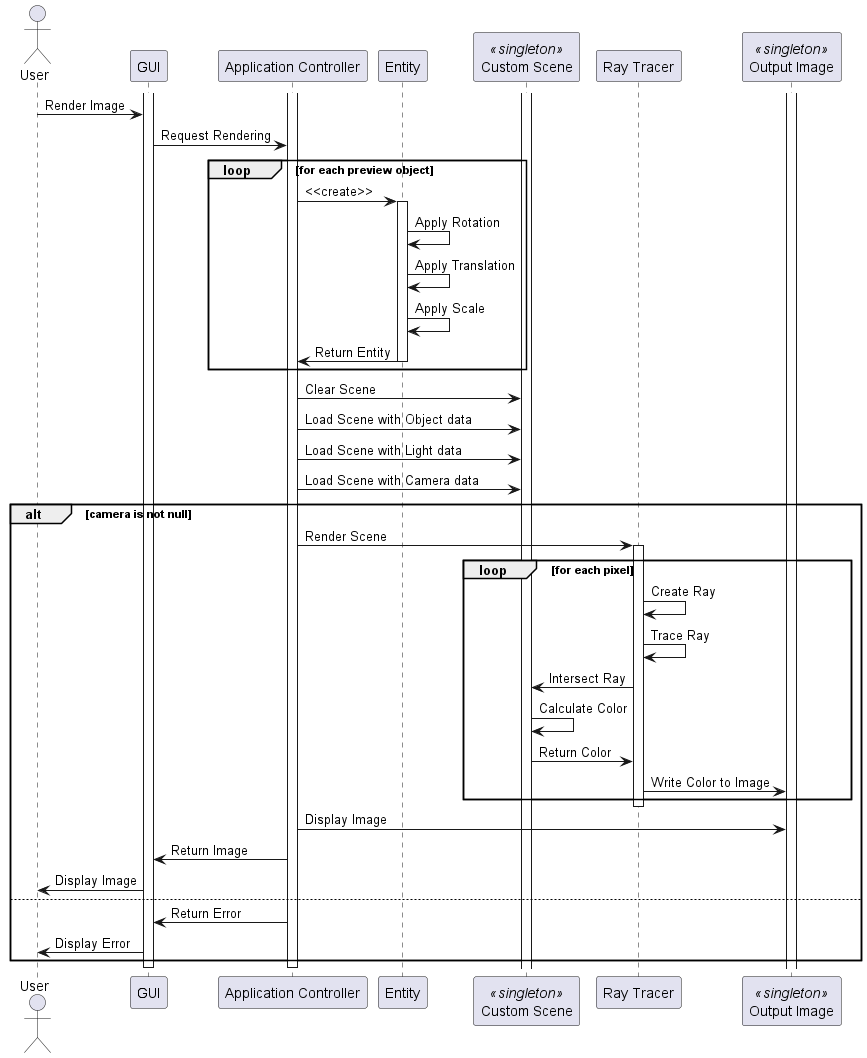 User
GUI
Application Controller
Entity
«singleton»
Custom Scene
Ray Tracer
«singleton»
Output Image
Render Image
Request Rendering
loop
[for each preview object]
<<create>>
Apply Rotation
Apply Translation
Apply Scale
Return Entity
Clear Scene
Load Scene with Object data
Load Scene with Light data
Load Scene with Camera data
alt
[camera is not null]
Render Scene
loop
[for each pixel]
Create Ray
Trace Ray
Intersect Ray
Calculate Color
Return Color
Write Color to Image
Display Image
Return Image
Display Image
Return Error
Display Error
User
GUI
Application Controller
Entity
«singleton»
Custom Scene
Ray Tracer
«singleton»
Output Image